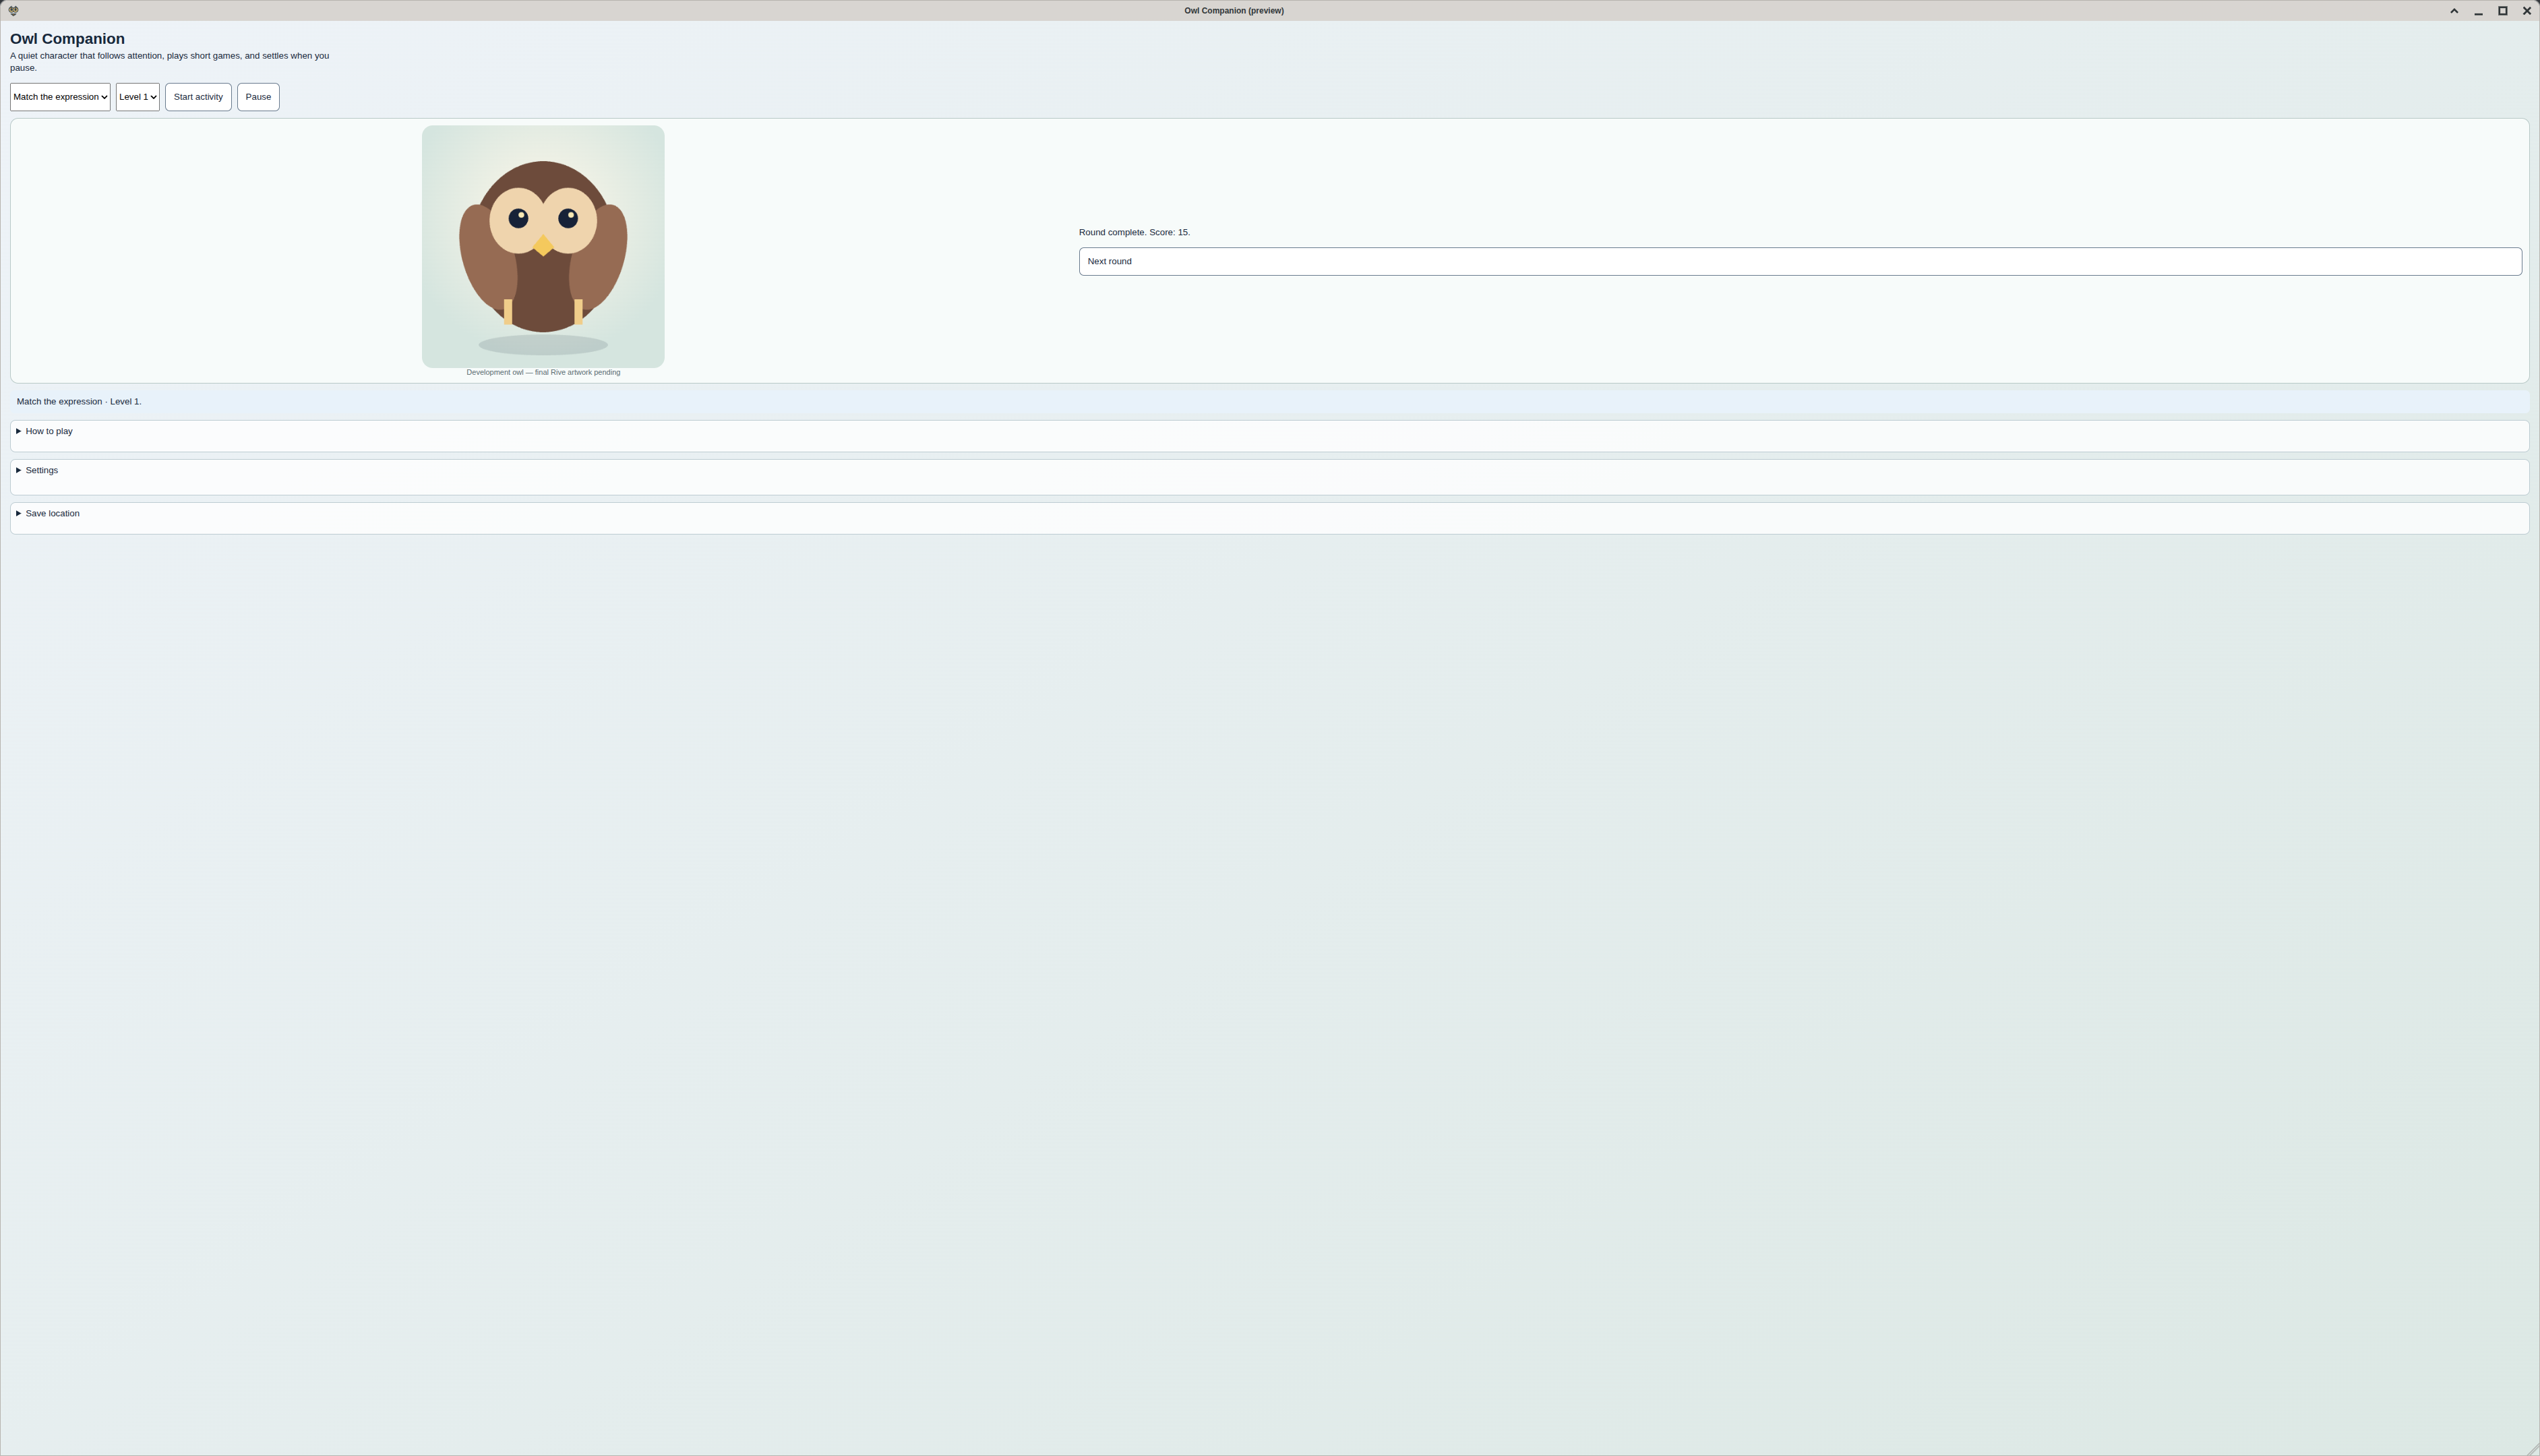 Owl Companion (preview)
Owl Companion
A quiet character that follows attention, plays short games, and settles when you
pause.
Match the expression Level 1 Start activity Pause
Round complete. Score: 15.
Next round
Development owl — final Rive artwork pending
Match the expression · Level 1.
How to play
Settings
Save location